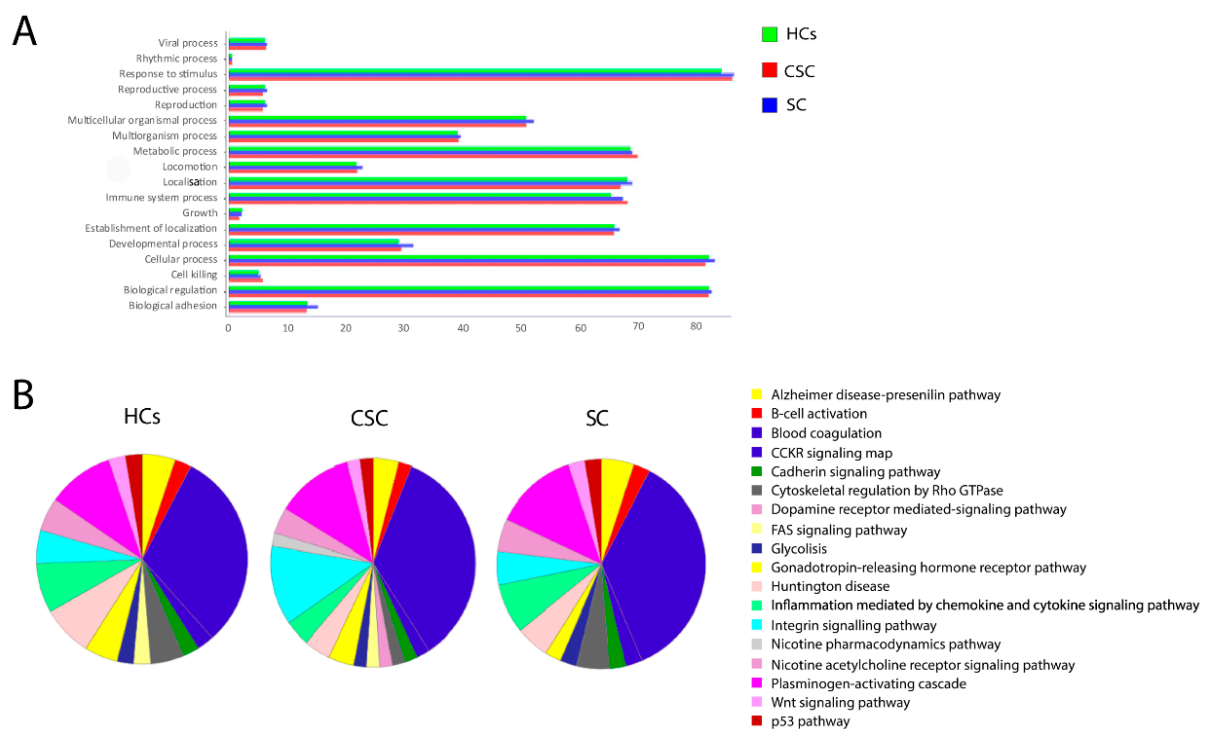 A
HCs
CSC
SC
Viral process
Rhythmic process
Response to stimulus
Reproductive process
Reproduction
Multicellular organismal process
Multiorganism process
Metabolic process
Locomotion
Localisation
Immune system process
Growth
Establishment of localization
Developmental process
Cellular process
Cell killing
Biological regulation
Biological adhesion
0 10 20 30 40 50 60 70 80
B
HCs CSC SC
Alzheimer disease-presenilin pathway
B-cell activation
Blood coagulation
CCKR signaling map
Cadherin signaling pathway
Cytoskeletal regulation by Rho GTPase
Dopamine receptor mediated-signaling pathway
FAS signaling pathway
Glycolisis
Gonadotropin-releasing hormone receptor pathway
Huntington disease
Inflammation mediated by chemokine and cytokine signaling pathway
Integrin signalling pathway
Nicotine pharmacodynamics pathway
Nicotine acetylcholine receptor signaling pathway
Plasminogen-activating cascade
Wnt signaling pathway
p53 pathway